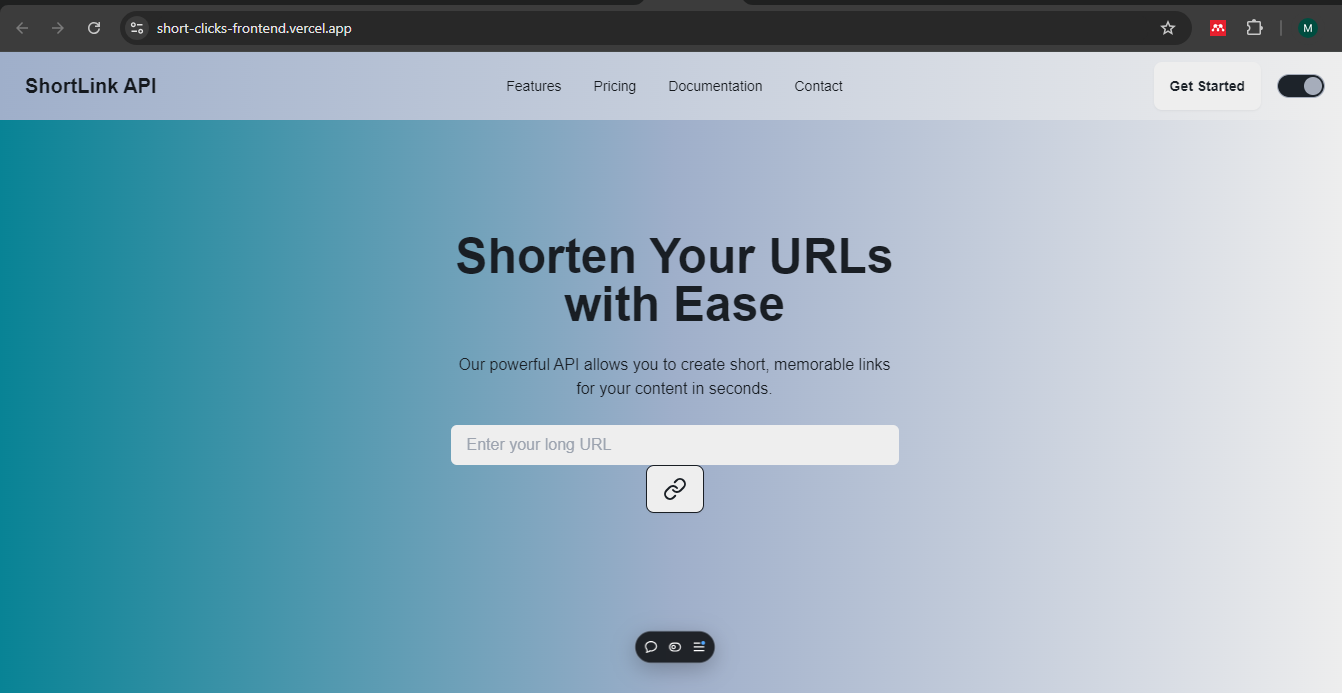 short-clicks-frontend.vercel.app
M
ShortLink API
Features
Pricing
Documentation
Contact
Get Started
Shorten Your URLs
with Ease
Our powerful API allows you to create short, memorable links
for your content in seconds.
Enter your long URL